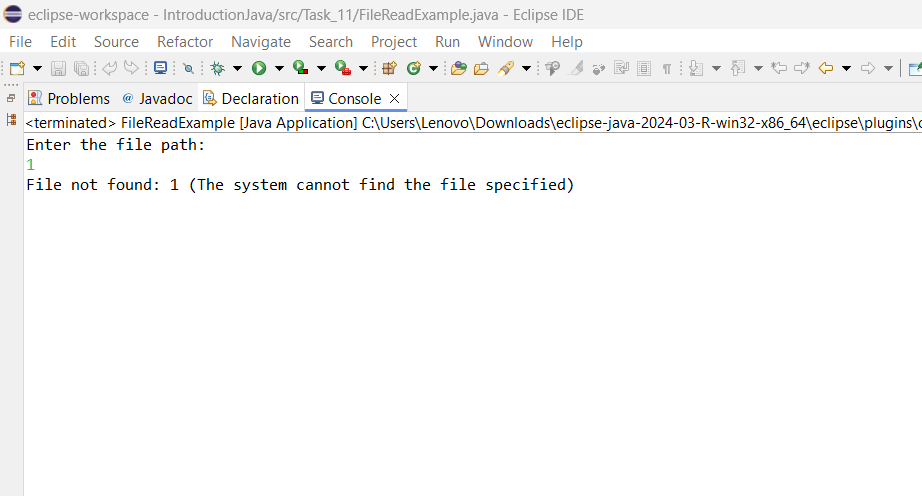 eclipse-workspace - IntroductionJava/src/Task_11/FileReadExample.java - Eclipse IDE
File Edit Source Refactor Navigate Search Project Run Window Help
Problems @ Javadoc Declaration Console
<terminated> FileReadExample [Java Application] C:\Users\Lenovo\Downloads\eclipse-java-2024-03-R-win32-x86_64\eclipse\plugins\
Enter the file path:
1
File not found: 1 (The system cannot find the file specified)